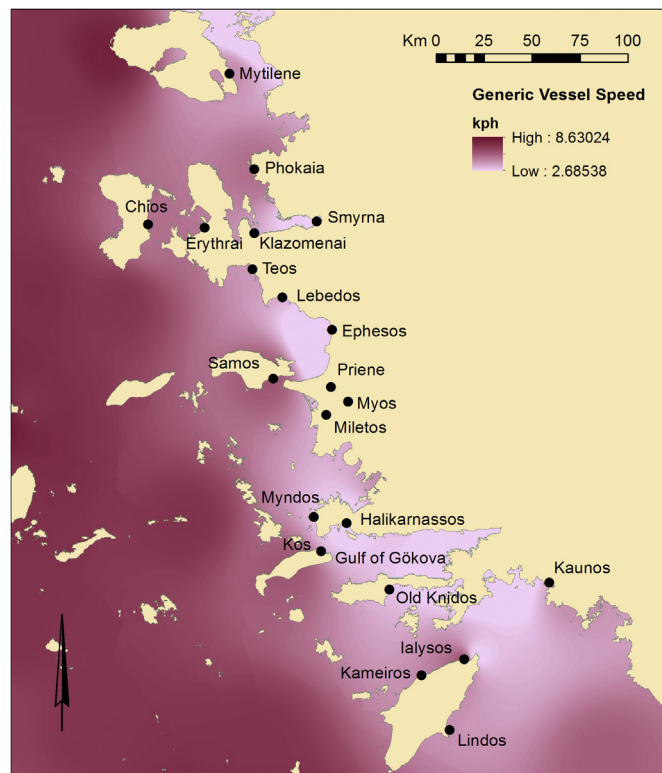 Km 0 25 50 100
Generic Vessel Speed
kph
High : 8.63024
Low : 2.68538
Mytilene
Phokaia
Chios
Erythrai
Smyrna
Klazomenai
Teos
Lebedos
Ephesos
Samos
Priene
Myos
Miletos
Myndos
Halikarnassos
Kos
Gulf of Gökova
Kaunos
Old Knidos
Ialysos
Kameiros
Lindos